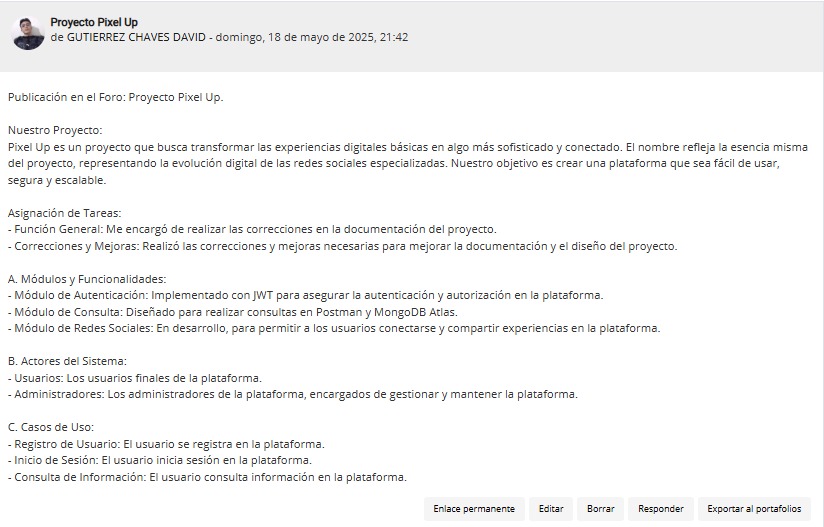 Proyecto Pixel Up
de GUTIERREZ CHAVES DAVID - domingo, 18 de mayo de 2025, 21:42
Publicación en el Foro: Proyecto Pixel Up.
Nuestro Proyecto:
Pixel Up es un proyecto que busca transformar las experiencias digitales básicas en algo más sofisticado y conectado. El nombre refleja la esencia misma
del proyecto, representando la evolución digital de las redes sociales especializadas. Nuestro objetivo es crear una plataforma que sea fácil de usar,
segura y escalable.
Asignación de Tareas:
- Función General: Me encargó de realizar las correcciones en la documentación del proyecto.
- Correcciones y Mejoras: Realizó las correcciones y mejoras necesarias para mejorar la documentación y el diseño del proyecto.
A. Módulos y Funcionalidades:
- Módulo de Autenticación: Implementado con JWT para asegurar la autenticación y autorización en la plataforma.
- Módulo de Consulta: Diseñado para realizar consultas en Postman y MongoDB Atlas.
- Módulo de Redes Sociales: En desarrollo, para permitir a los usuarios conectarse y compartir experiencias en la plataforma.
B. Actores del Sistema:
- Usuarios: Los usuarios finales de la plataforma.
- Administradores: Los administradores de la plataforma, encargados de gestionar y mantener la plataforma.
C. Casos de Uso:
- Registro de Usuario: El usuario se registra en la plataforma.
- Inicio de Sesión: El usuario inicia sesión en la plataforma.
- Consulta de Información: El usuario consulta información en la plataforma.
Enlace permanente Editar Borrar Responder Exportar al portafolios